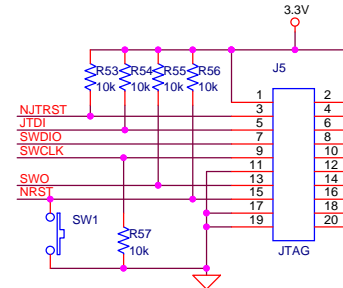 3.3V
R53 R54 R55 R56
10k 10k 10k 10k
J5
NJTRST
JTDI
SWDIO
SWCLK
SWO
NRST
1 2
3 4
5 6
7 8
9 10
11 12
13 14
15 16
17 18
19 20
SW1
R57
10k
JTAG